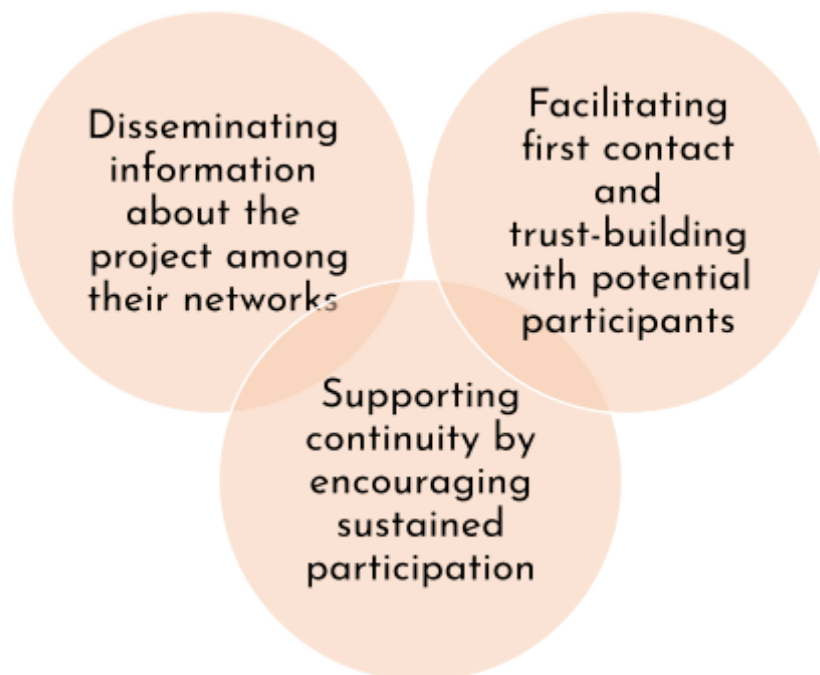 Disseminating
information
about the
project among
their networks
Facilitating
first contact
and
trust-building
with potential
participants
Supporting
continuity by
encouraging
sustained
participation